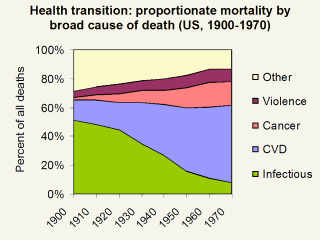 Health transition: proportionate mortality by
broad cause of death (US, 1900-1970)
Percent of all deaths
100%
80%
60%
40%
20%
0%
1900
1910
1920
1930
1940
1950
1960
1970
Other
Violence
Cancer
CVD
Infectious